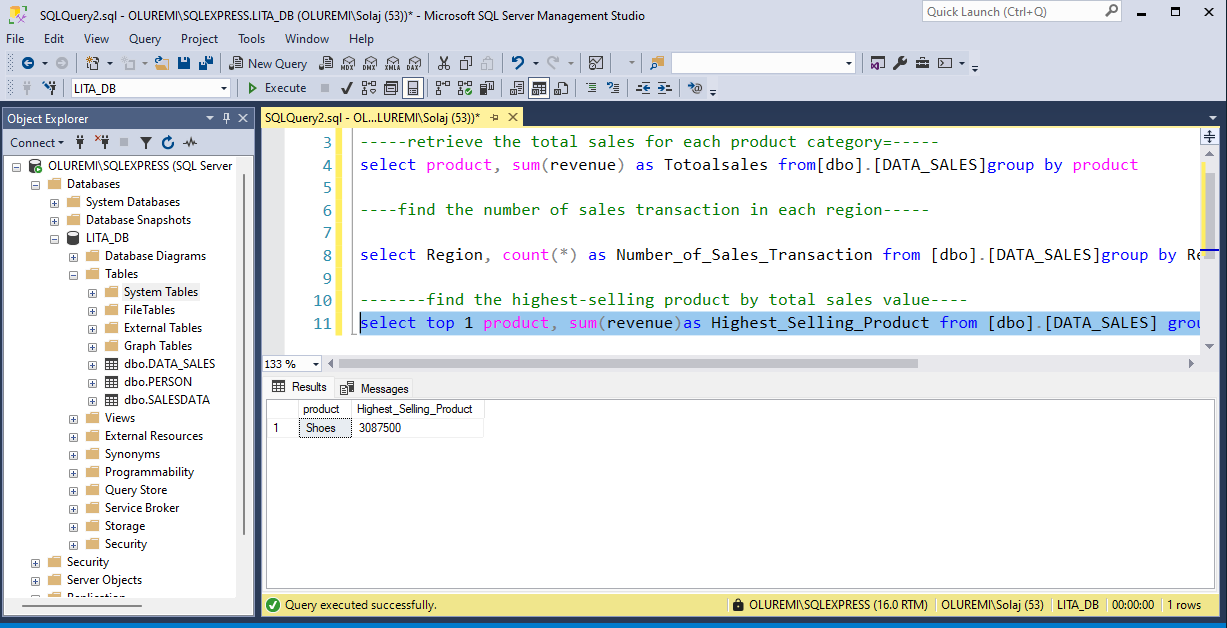 SQLQuery2.sql - OLUREMI\SQLEXPRESS.LITA_DB (OLUREMI\Solaj (53))* - Microsoft SQL Server Management Studio
Quick Launch (Ctrl+Q)
File Edit View Query Project Tools Window Help
New Query MDX DMX XMLA DAX
LITA_DB Execute
Object Explorer
Connect
OLUREMI\SQLEXPRESS (SQL Server
Databases
System Databases
Database Snapshots
LITA_DB
Database Diagrams
Tables
System Tables
FileTables
External Tables
Graph Tables
dbo.DATA_SALES
dbo.PERSON
dbo.SALESDATA
Views
External Resources
Synonyms
Programmability
Query Store
Service Broker
Storage
Security
Security
Server Objects
Replication
SQLQuery2.sql - OL...LUREMI\Solaj (53))*
3 -----retrieve the total sales for each product category=-----
4 select product, sum(revenue) as Totoalsales from[dbo].[DATA_SALES]group by product
5
6 ----find the number of sales transaction in each region-----
7
8 select Region, count(*) as Number_of_Sales_Transaction from [dbo].[DATA_SALES]group by Re
9
10 -------find the highest-selling product by total sales value----
11 select top 1 product, sum(revenue)as Highest_Selling_Product from [dbo].[DATA_SALES] grou
133 %
Results Messages
product Highest_Selling_Product
1 Shoes 3087500
Query executed successfully.
OLUREMI\SQLEXPRESS (16.0 RTM) OLUREMI\Solaj (53) LITA_DB 00:00:00 1 rows